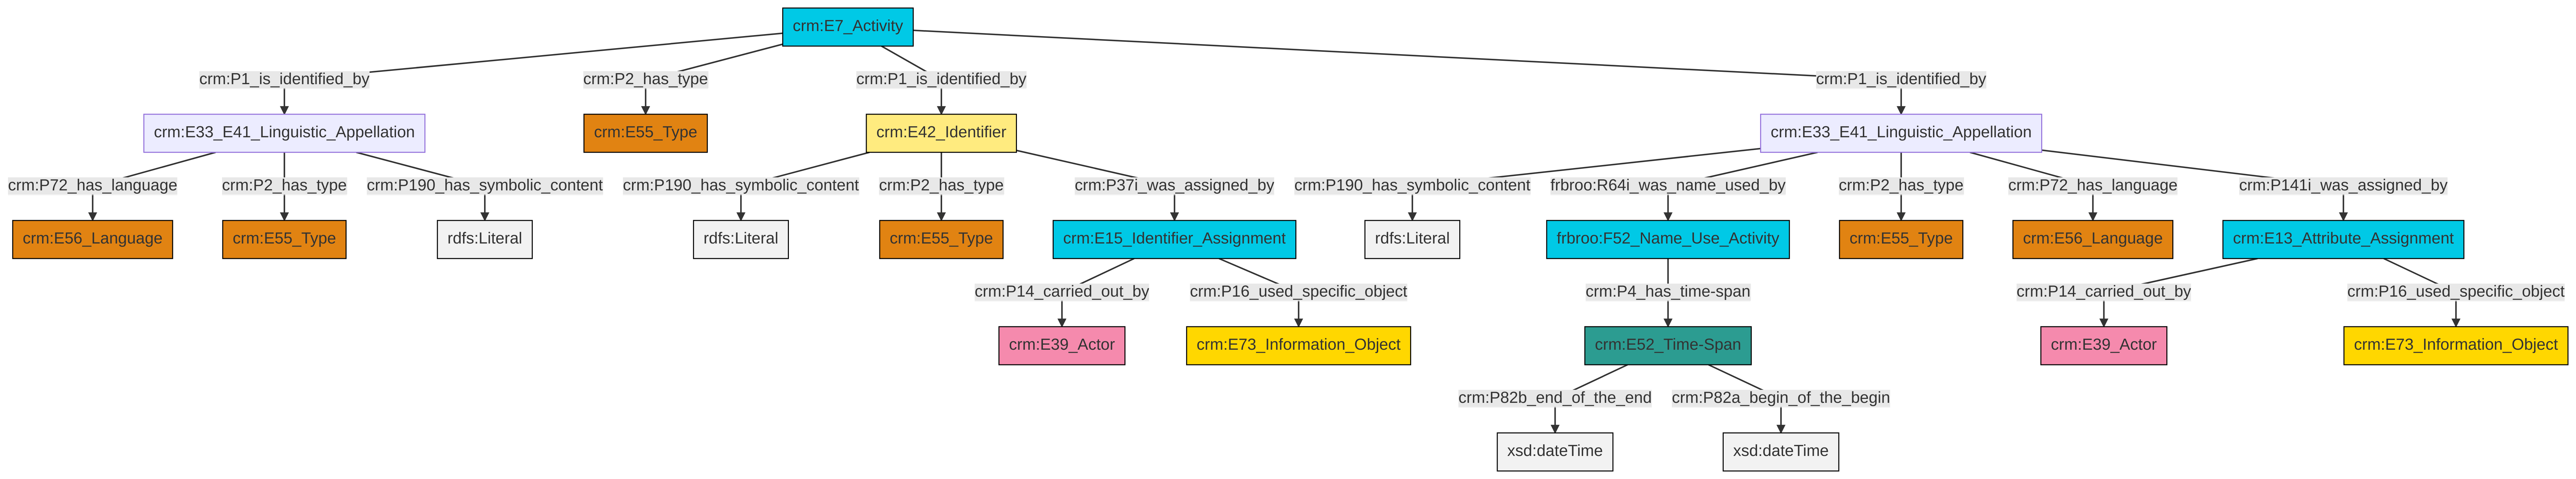 crm:E7_Activity
crm:P1_is_identified_by
crm:P2_has_type
crm:P1_is_identified_by
crm:P1_is_identified_by
crm:E33_E41_Linguistic_Appellation
crm:E55_Type
crm:E42_Identifier
crm:E33_E41_Linguistic_Appellation
crm:P72_has_language
crm:P2_has_type
crm:P190_has_symbolic_content
crm:P190_has_symbolic_content
crm:P2_has_type
crm:P37i_was_assigned_by
crm:P190_has_symbolic_content
frbroo:R64i_was_name_used_by
crm:P2_has_type
crm:P72_has_language
crm:P141i_was_assigned_by
crm:E56_Language
crm:E55_Type
rdfs:Literal
rdfs:Literal
crm:E55_Type
crm:E15_Identifier_Assignment
rdfs:Literal
frbroo:F52_Name_Use_Activity
crm:E55_Type
crm:E56_Language
crm:E13_Attribute_Assignment
crm:P14_carried_out_by
crm:P16_used_specific_object
crm:P4_has_time-span
crm:P14_carried_out_by
crm:P16_used_specific_object
crm:E39_Actor
crm:E73_Information_Object
crm:E52_Time-Span
crm:E39_Actor
crm:E73_Information_Object
crm:P82b_end_of_the_end
crm:P82a_begin_of_the_begin
xsd:dateTime
xsd:dateTime